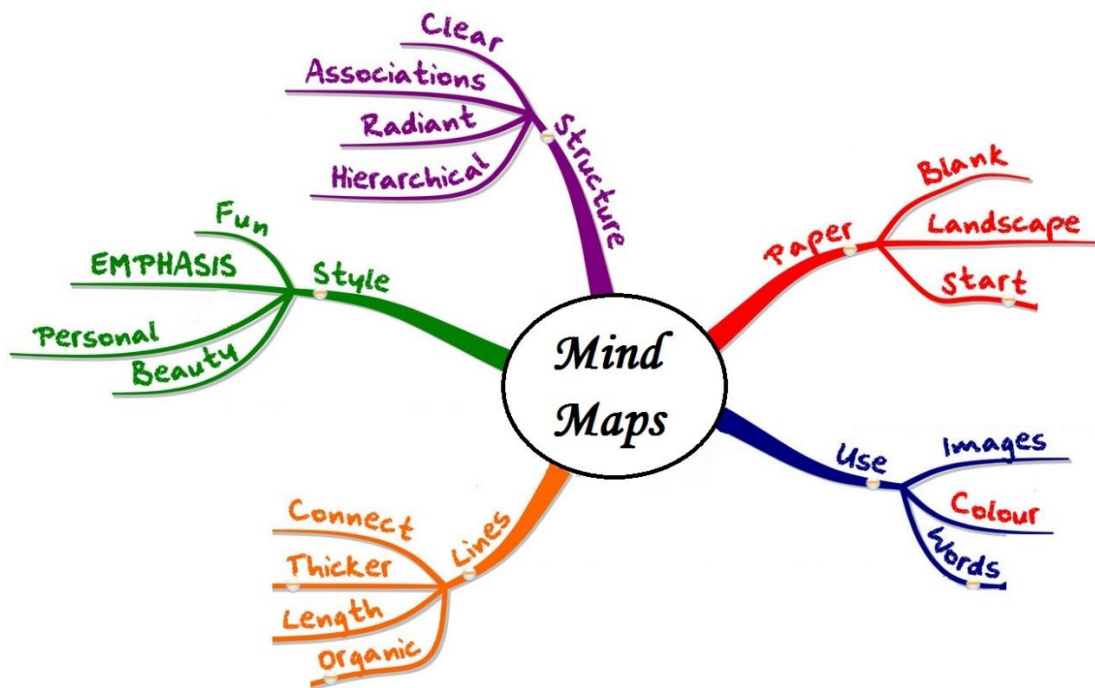 Mind
Maps
Structure
Clear
Associations
Radiant
Hierarchical
Paper
Blank
Landscape
Start
Use
Images
Colour
Words
Lines
Connect
Thicker
Length
Organic
Style
Fun
EMPHASIS
Personal
Beauty